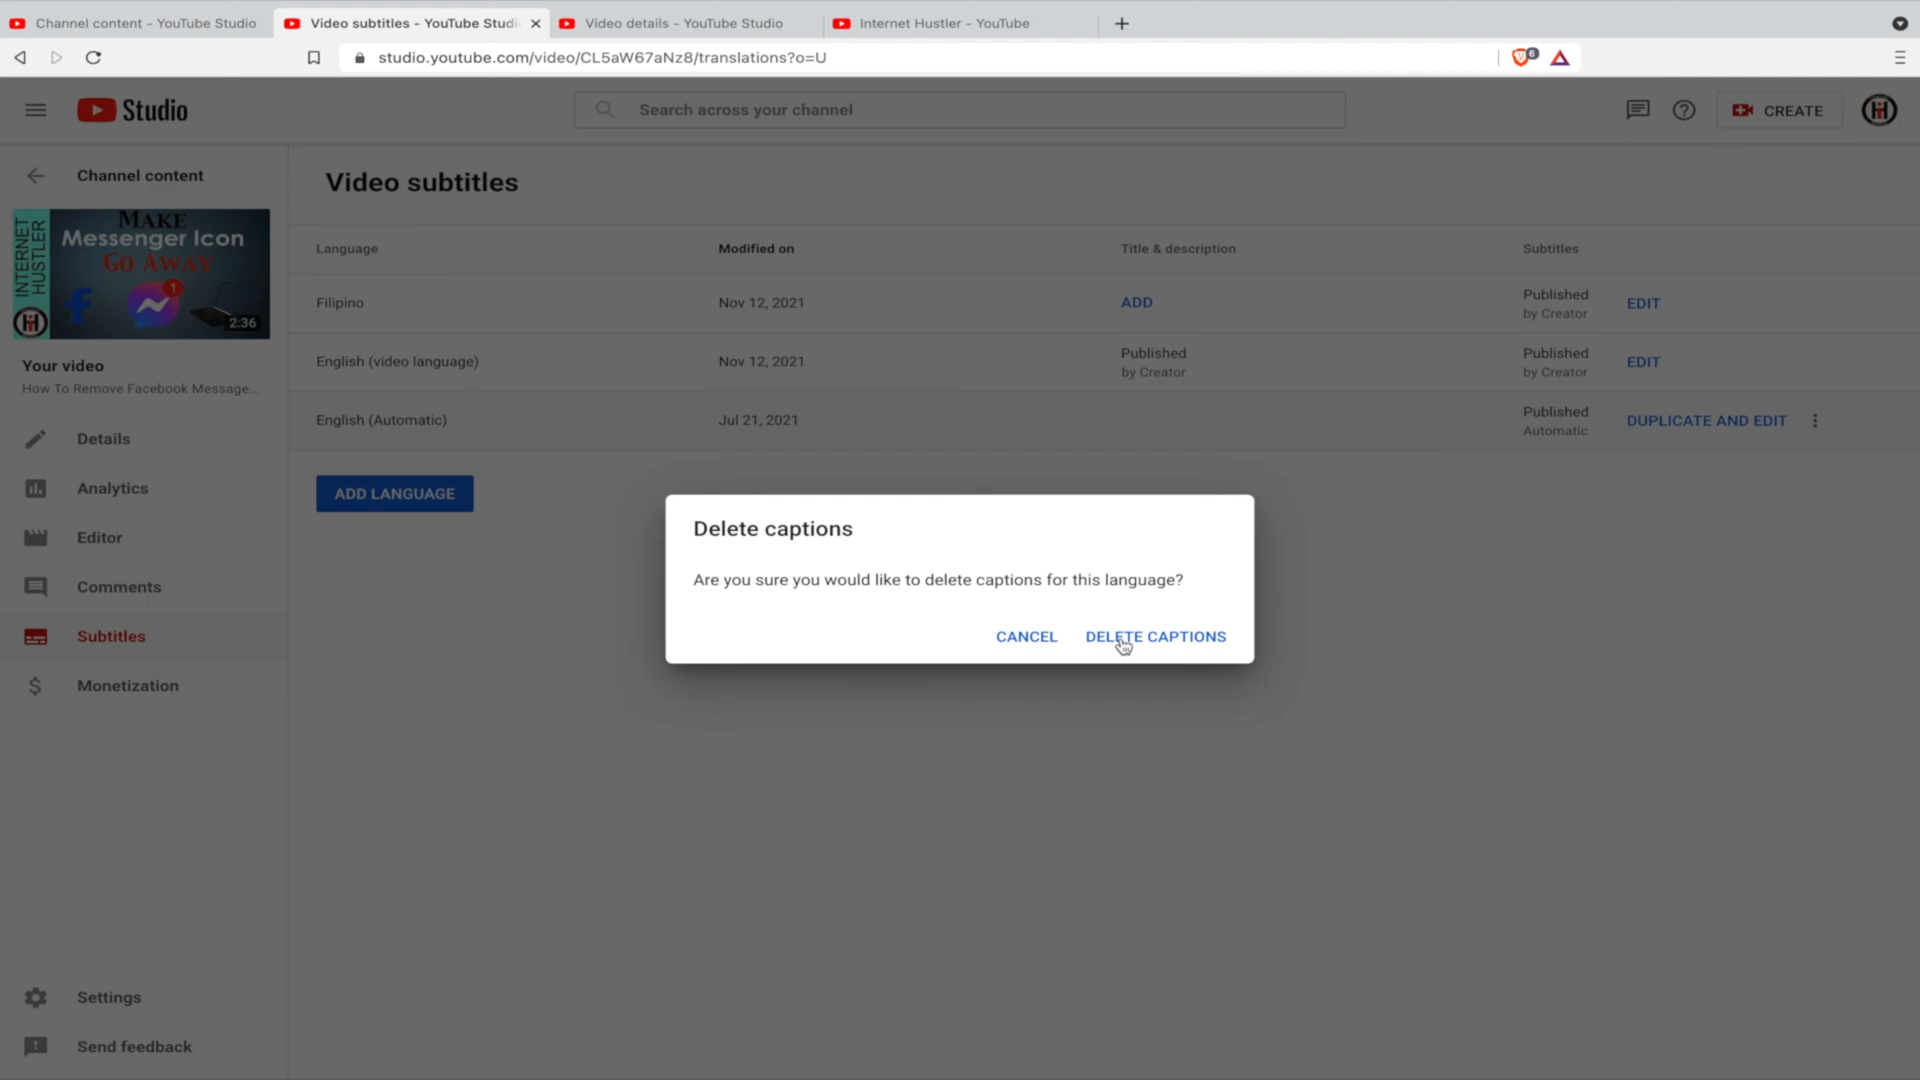 Channel content - YouTube Studio
Video subtitles - YouTube Studi
Video details - YouTube Studio
Internet Hustler - YouTube
studio.youtube.com/video/CL5aW67aNz8/translations?o=U
6
Studio
Search across your channel
CREATE
Channel content
INTERNET
HUSTLER
MAKE
Messenger Icon
GO AWAY
1
2:36
Your video
How To Remove Facebook Message...
Details
Analytics
Editor
Comments
Subtitles
Monetization
Settings
Send feedback
Video subtitles
Language Modified on Title & description Subtitles
Filipino Nov 12, 2021 ADD Published by Creator EDIT
English (video language) Nov 12, 2021 Published by Creator Published by Creator EDIT
English (Automatic) Jul 21, 2021 Published Automatic DUPLICATE AND EDIT
ADD LANGUAGE
Delete captions
Are you sure you would like to delete captions for this language?
CANCEL DELETE CAPTIONS